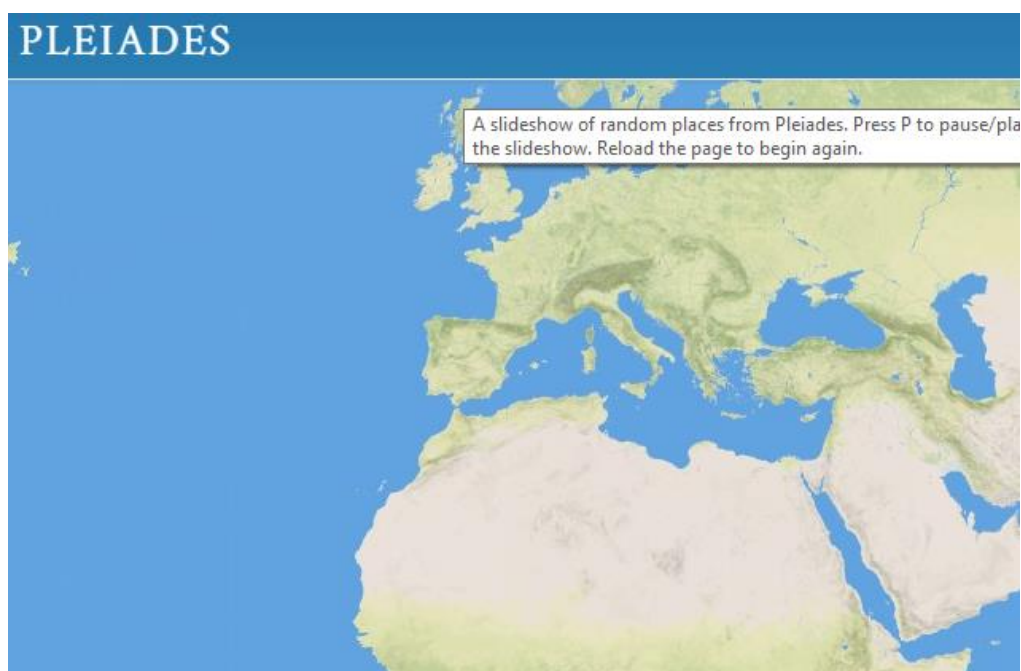 PLEIADES
A slideshow of random places from Pleiades. Press P to pause/pla
the slideshow. Reload the page to begin again.